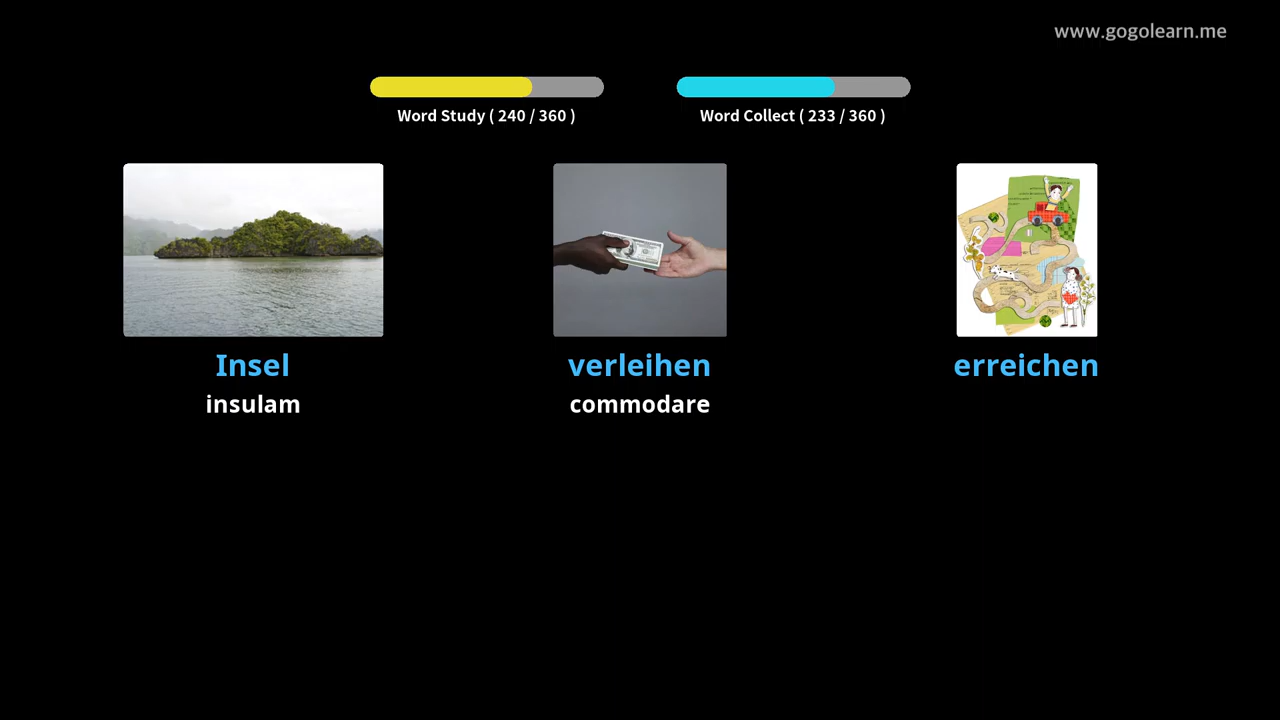 www.gogolearn.me
Word Study ( 240 / 360 )
Word Collect ( 233 / 360 )
Insel
insulam
verleihen
commodare
erreichen